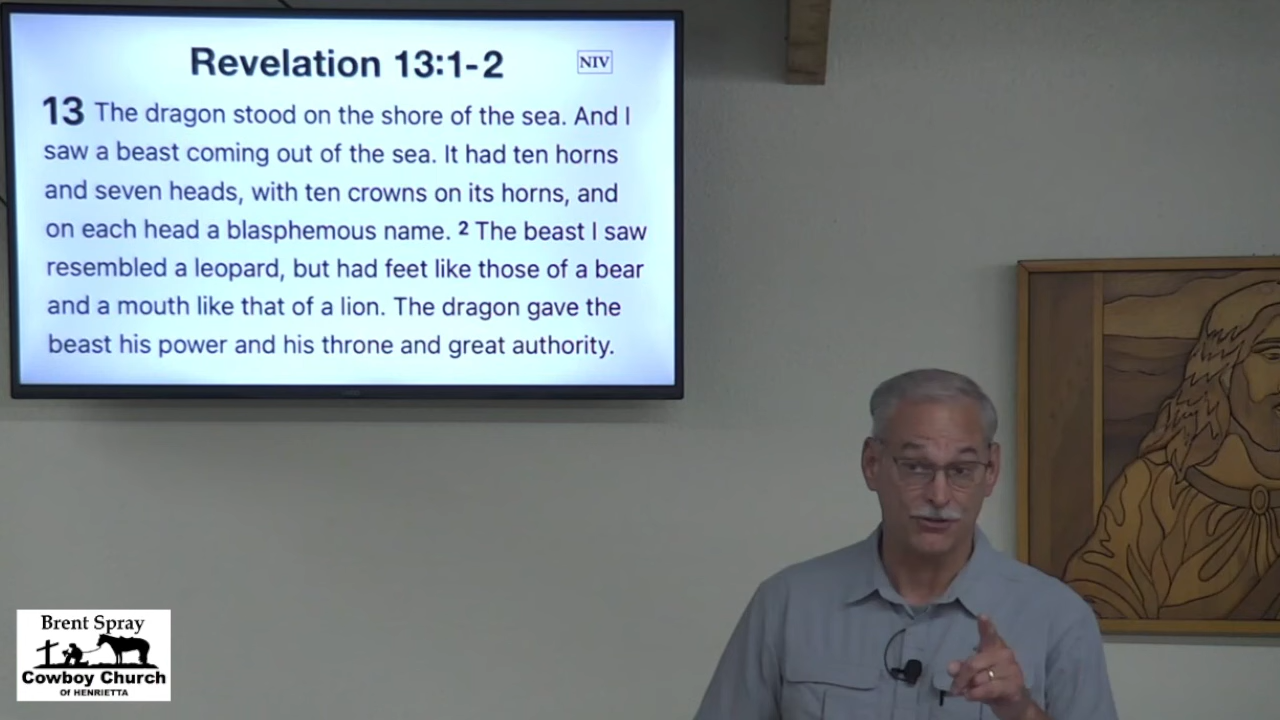 Revelation 13:1-2
NIV
13 The dragon stood on the shore of the sea. And I
saw a beast coming out of the sea. It had ten horns
and seven heads, with ten crowns on its horns, and
on each head a blasphemous name. ² The beast I saw
resembled a leopard, but had feet like those of a bear
and a mouth like that of a lion. The dragon gave the
beast his power and his throne and great authority.
Brent Spray
Cowboy Church
OF HENRIETTA